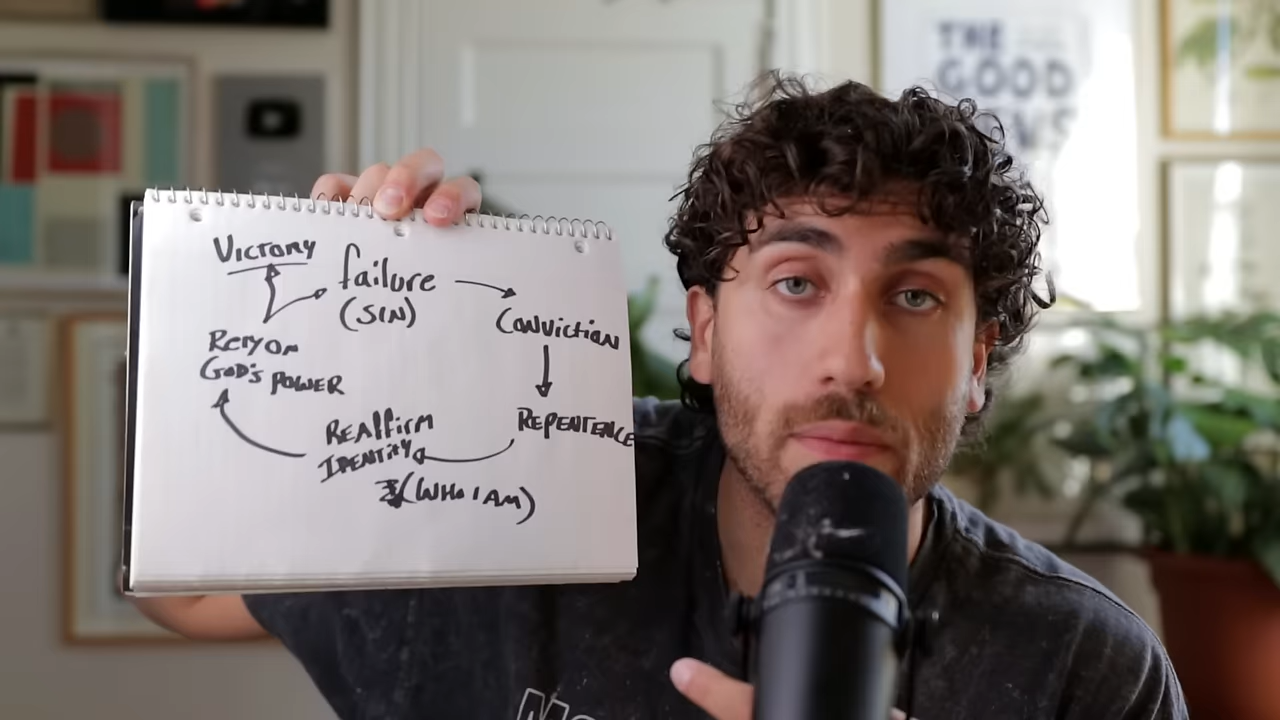 THE
GOOD
VICTORY
failure
(SIN)
CONVICTION
RELY ON
GOD'S POWER
REAffIRM
IDENTITY
REPENTENCE
(WHO I AM)